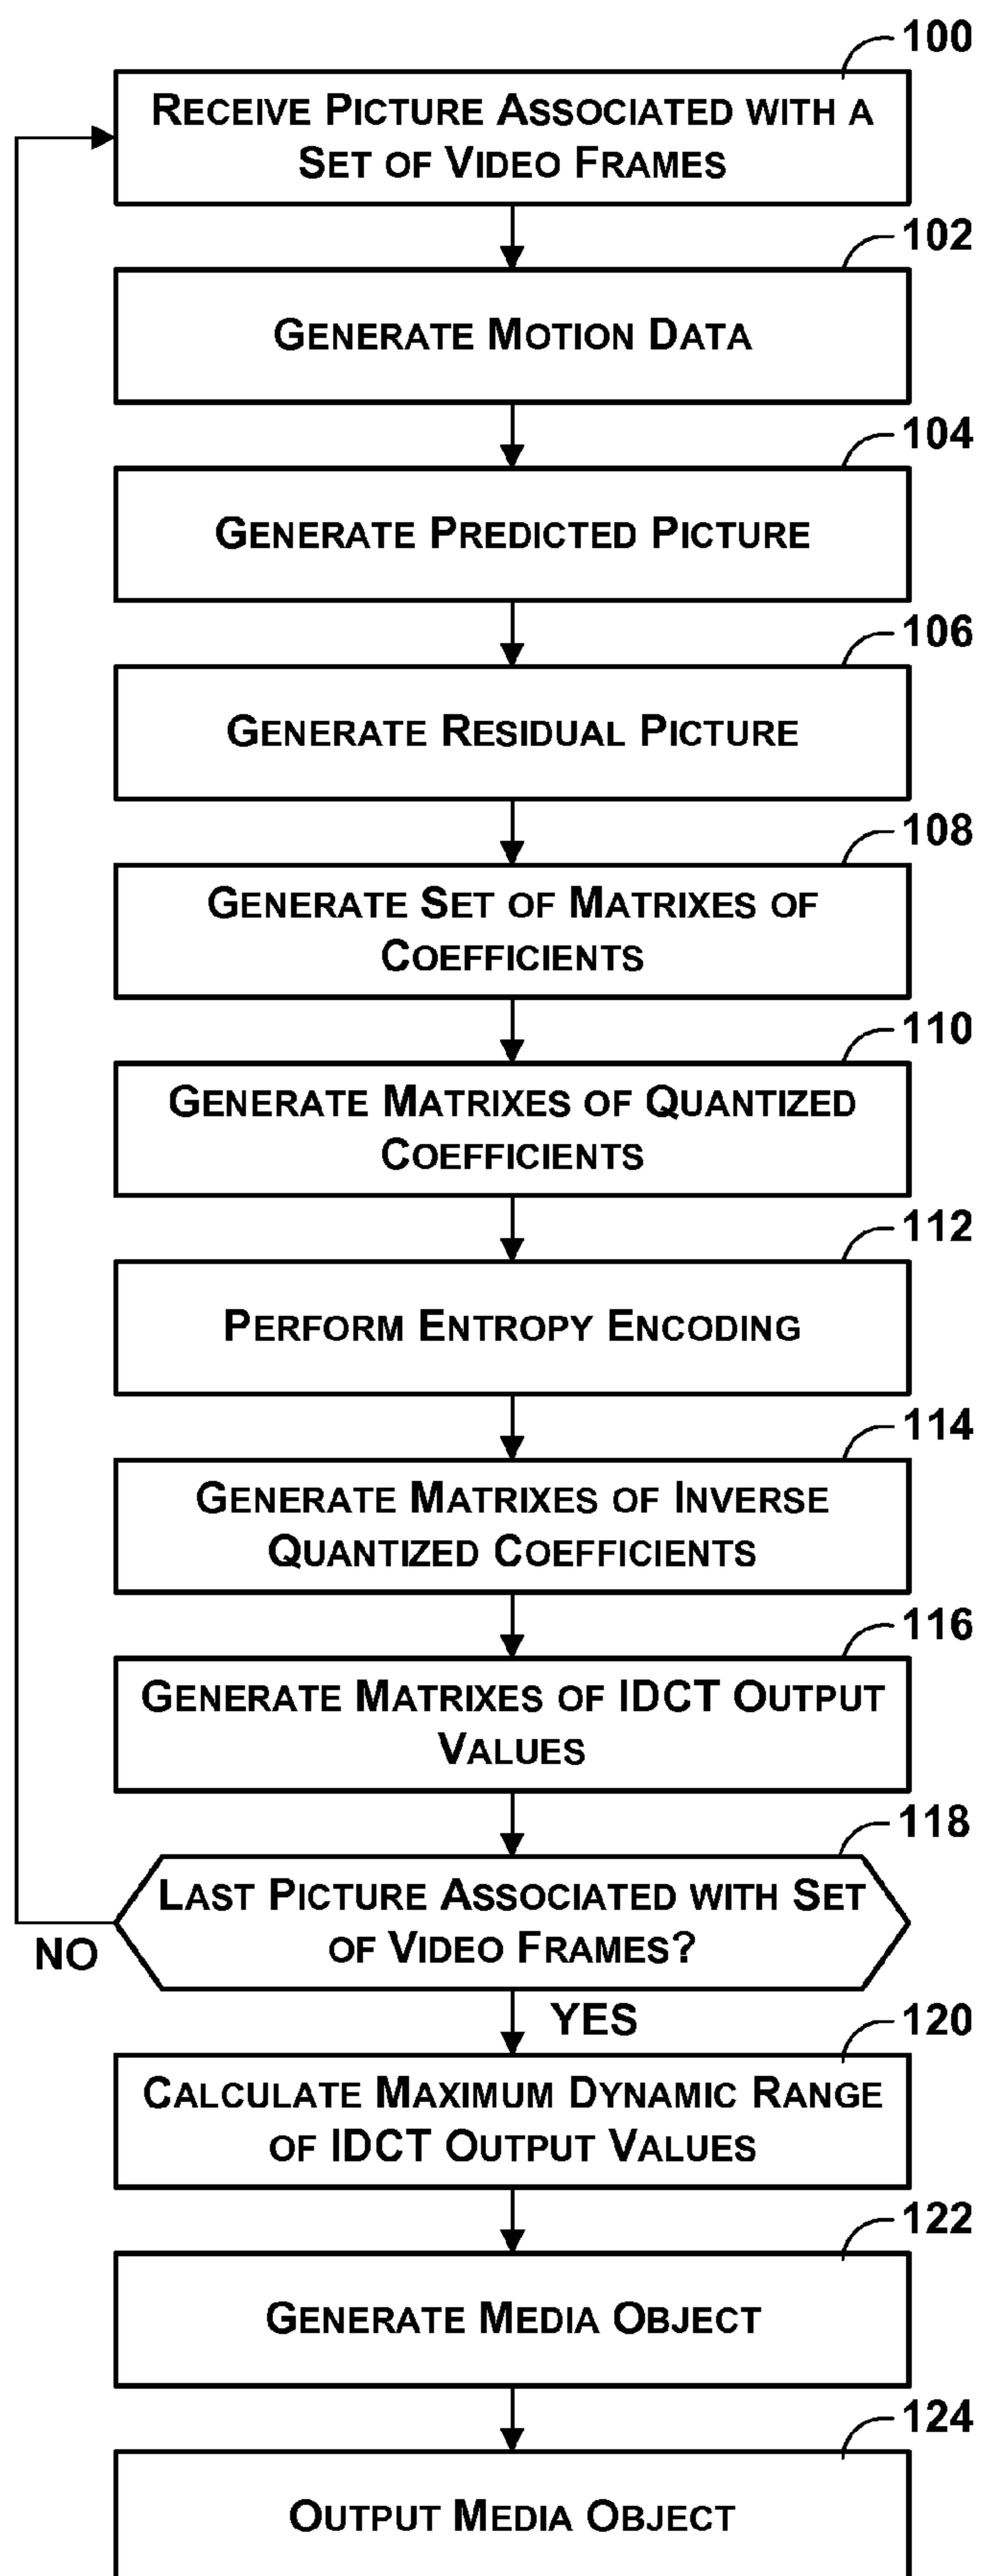 100
RECEIVE PICTURE ASSOCIATED WITH A
SET OF VIDEO FRAMES
102
GENERATE MOTION DATA
104
GENERATE PREDICTED PICTURE
106
GENERATE RESIDUAL PICTURE
108
GENERATE SET OF MATRIXES OF
COEFFICIENTS
110
GENERATE MATRIXES OF QUANTIZED
COEFFICIENTS
112
PERFORM ENTROPY ENCODING
114
GENERATE MATRIXES OF INVERSE
QUANTIZED COEFFICIENTS
116
GENERATE MATRIXES OF IDCT OUTPUT
VALUES
118
LAST PICTURE ASSOCIATED WITH SET
OF VIDEO FRAMES?
NO
YES
120
CALCULATE MAXIMUM DYNAMIC RANGE
OF IDCT OUTPUT VALUES
122
GENERATE MEDIA OBJECT
124
OUTPUT MEDIA OBJECT